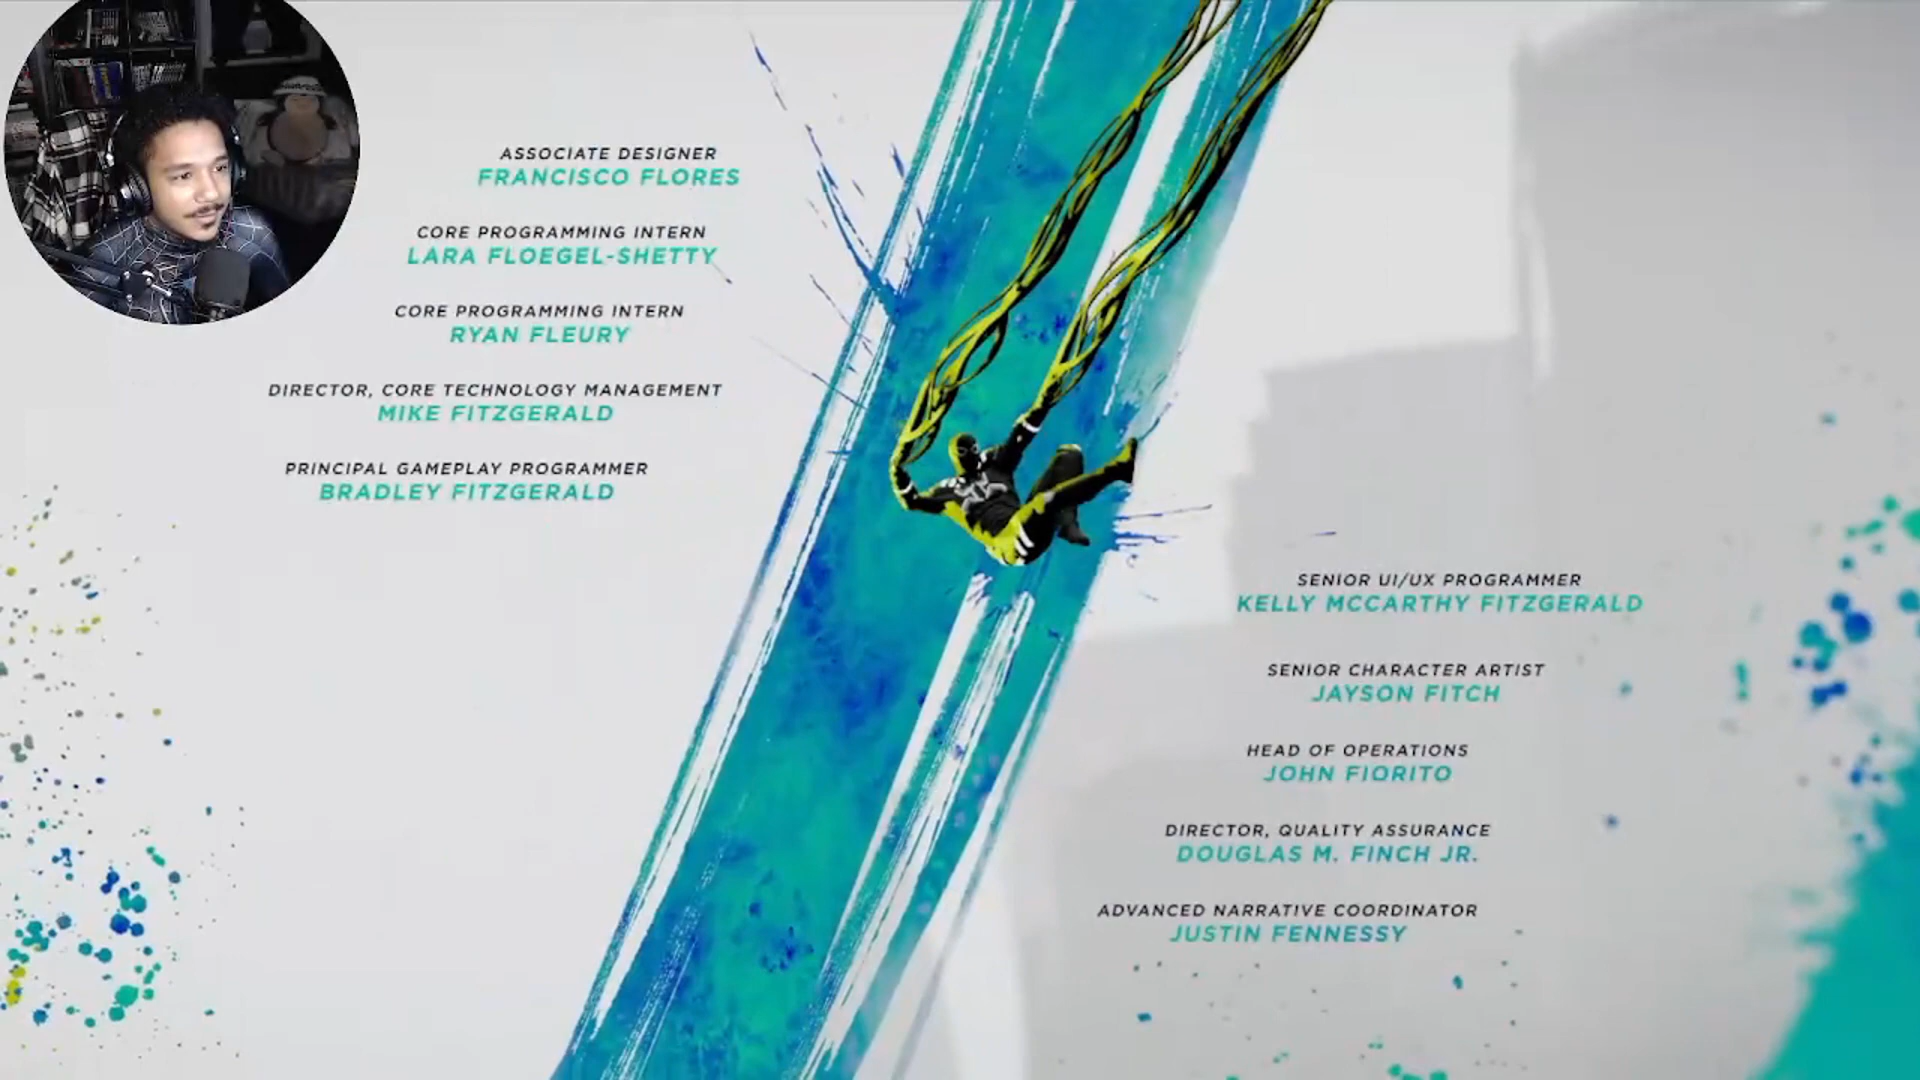 ASSOCIATE DESIGNER
FRANCISCO FLORES
CORE PROGRAMMING INTERN
LARA FLOEGEL-SHETTY
CORE PROGRAMMING INTERN
RYAN FLEURY
DIRECTOR, CORE TECHNOLOGY MANAGEMENT
MIKE FITZGERALD
PRINCIPAL GAMEPLAY PROGRAMMER
BRADLEY FITZGERALD
SENIOR UI/UX PROGRAMMER
KELLY MCCARTHY FITZGERALD
SENIOR CHARACTER ARTIST
JAYSON FITCH
HEAD OF OPERATIONS
JOHN FIORITO
DIRECTOR, QUALITY ASSURANCE
DOUGLAS M. FINCH JR.
ADVANCED NARRATIVE COORDINATOR
JUSTIN FENNESSY